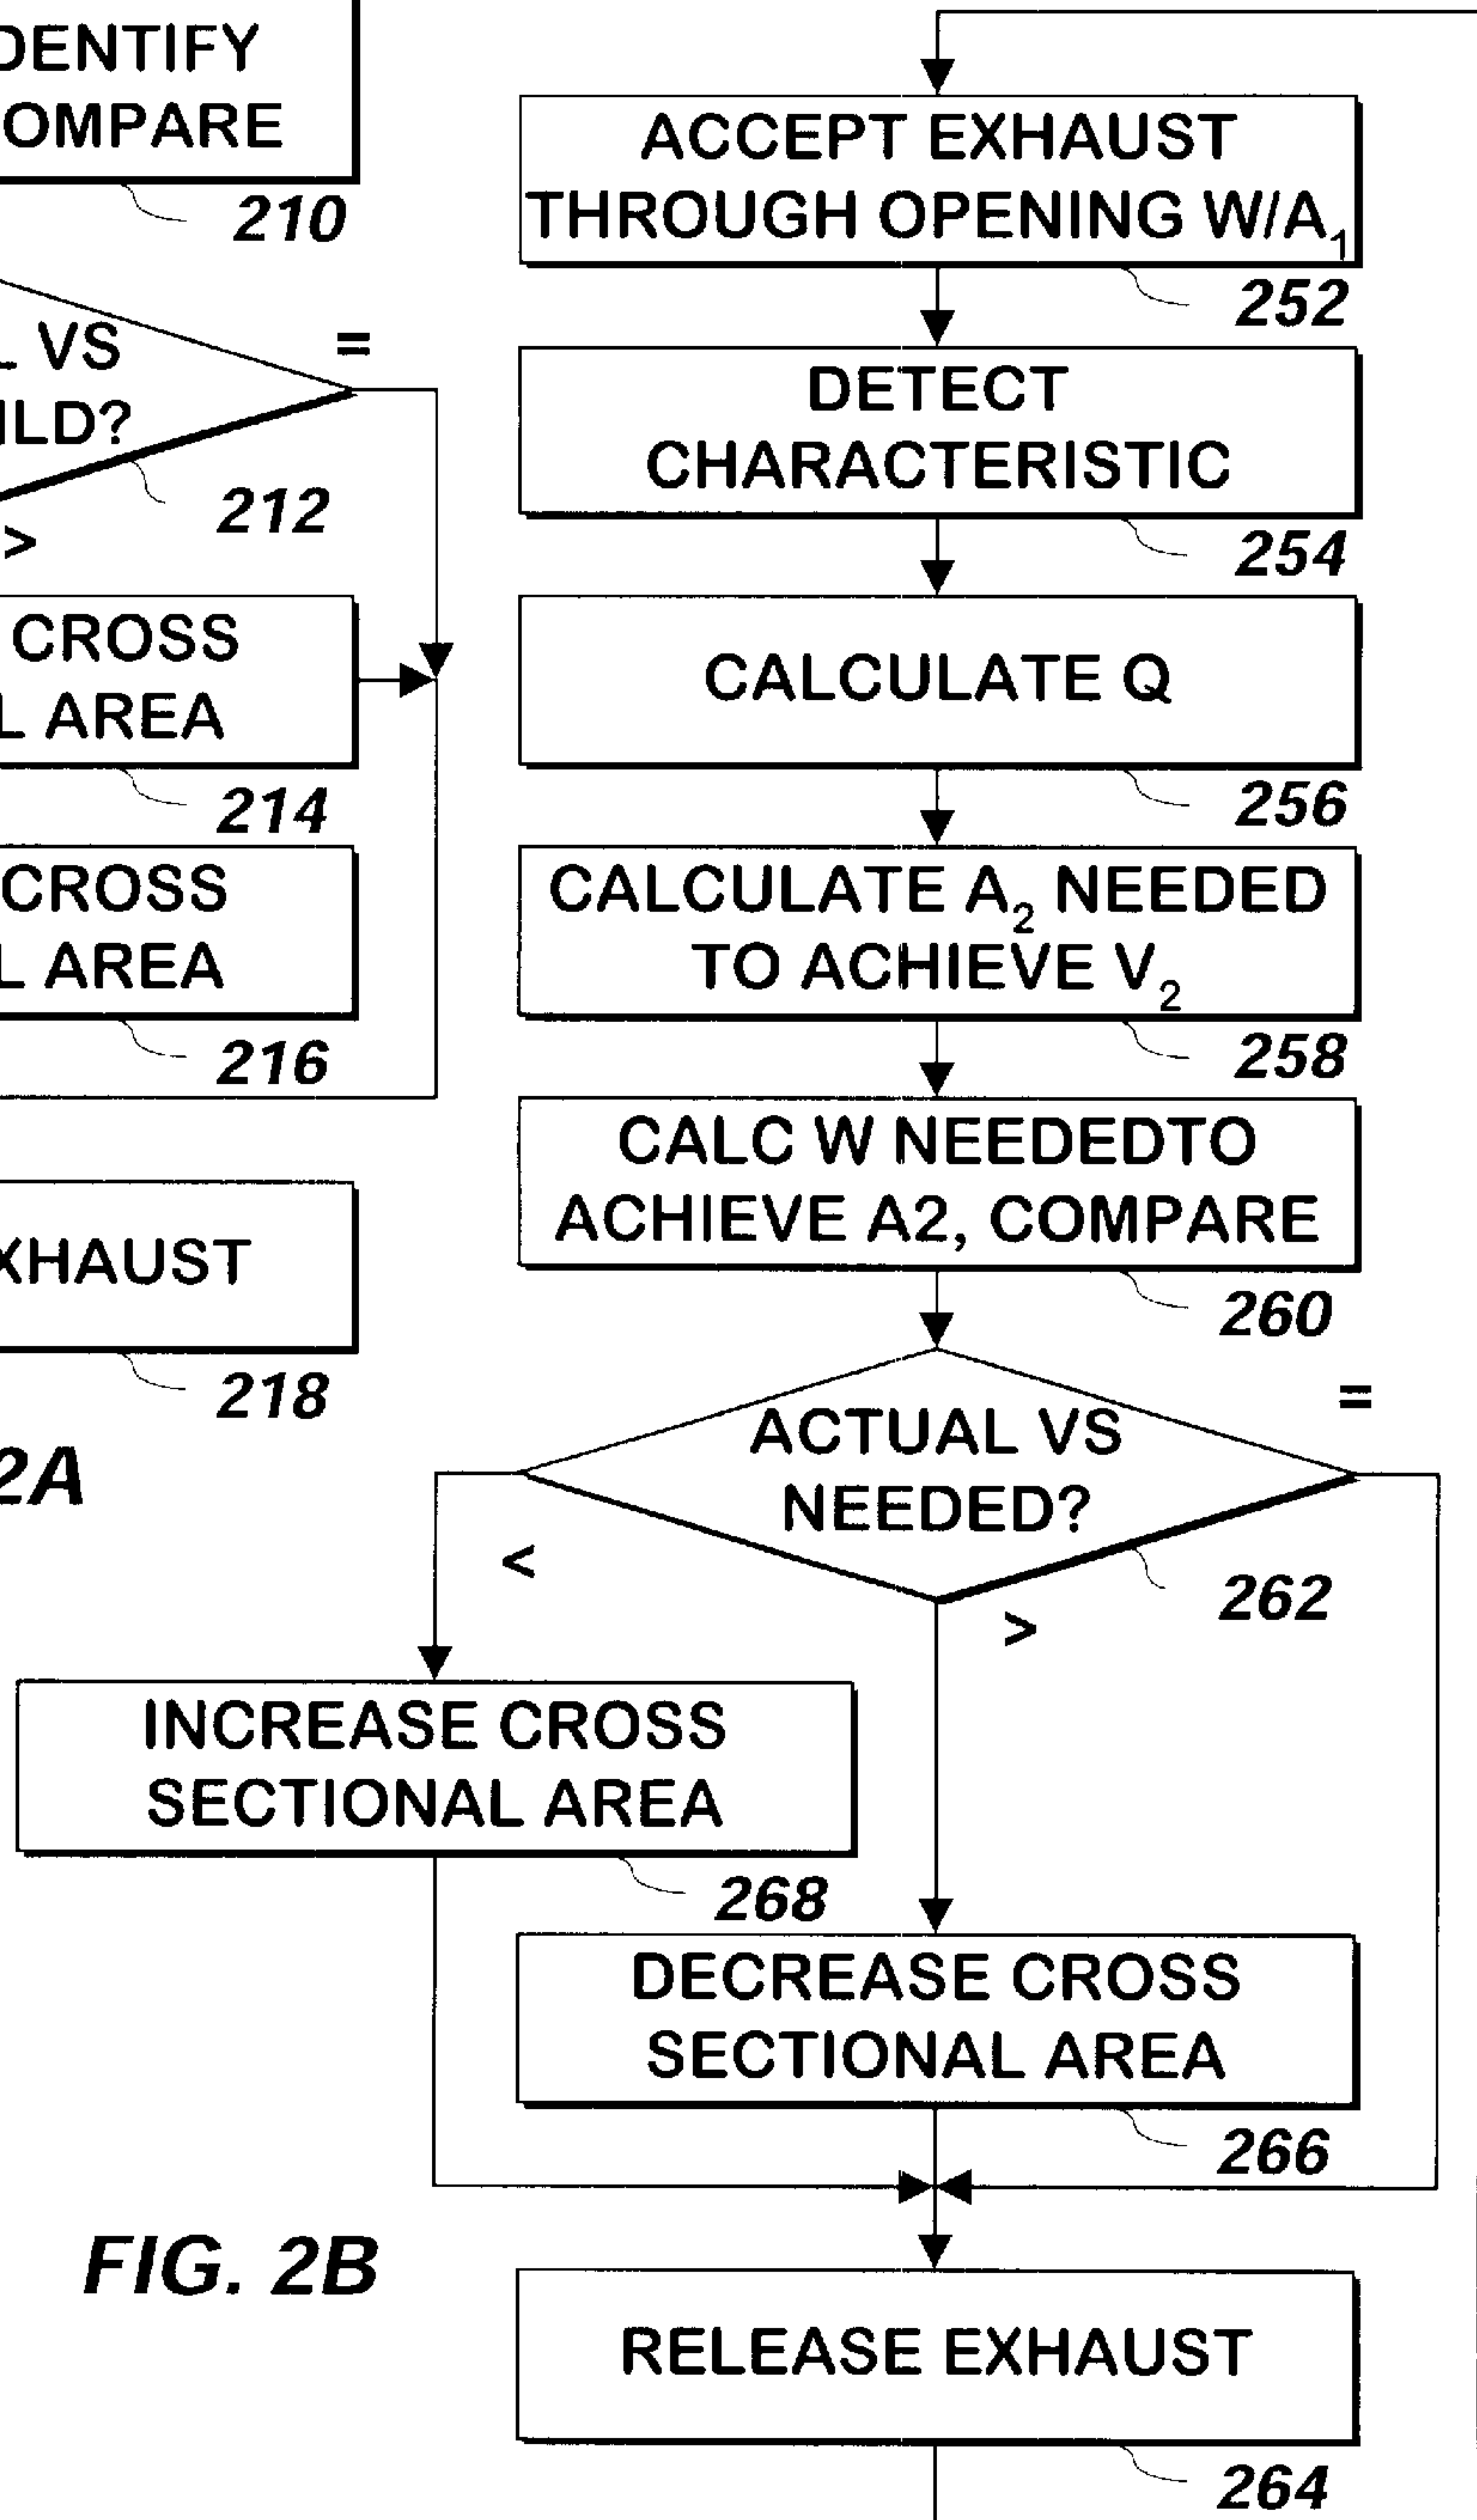 DENTIFY
OMPARE
210
VS
=
ILD?
212
>
CROSS
L AREA
214
CROSS
L AREA
216
XHAUST
218
2A
ACCEPT EXHAUST
THROUGH OPENING W/A1
252
DETECT
CHARACTERISTIC
254
CALCULATE Q
256
CALCULATE A2 NEEDED
TO ACHIEVE V2
258
CALC W NEEDEDTO
ACHIEVE A2, COMPARE
260
ACTUAL VS
NEEDED?
=
262
<
>
INCREASE CROSS
SECTIONAL AREA
268
DECREASE CROSS
SECTIONAL AREA
266
FIG. 2B
RELEASE EXHAUST
264